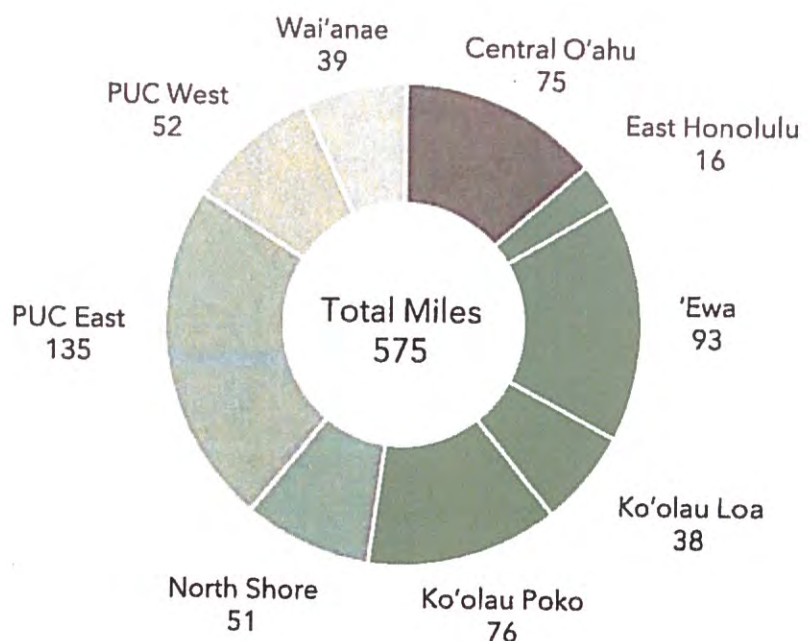 Wai'anae
39
Central O'ahu
75
East Honolulu
16
'Ewa
93
Ko'olau Loa
38
Ko'olau Poko
76
North Shore
51
PUC East
135
PUC West
52
Total Miles
575